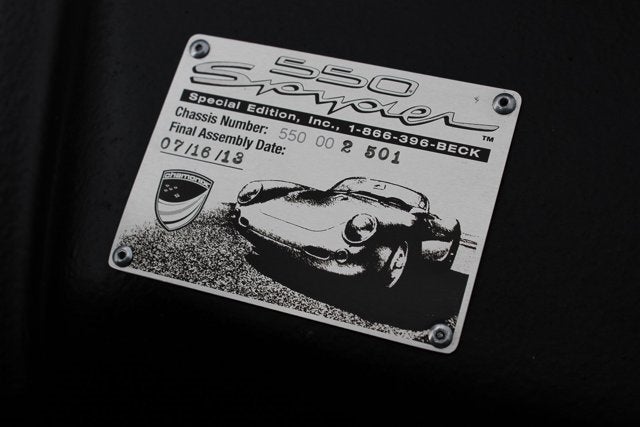 550
Spyder
TM
Special Edition, Inc., 1-866-396-BECK
Chassis Number: 550 00 2 501
Final Assembly Date:
07/16/13
chamonix